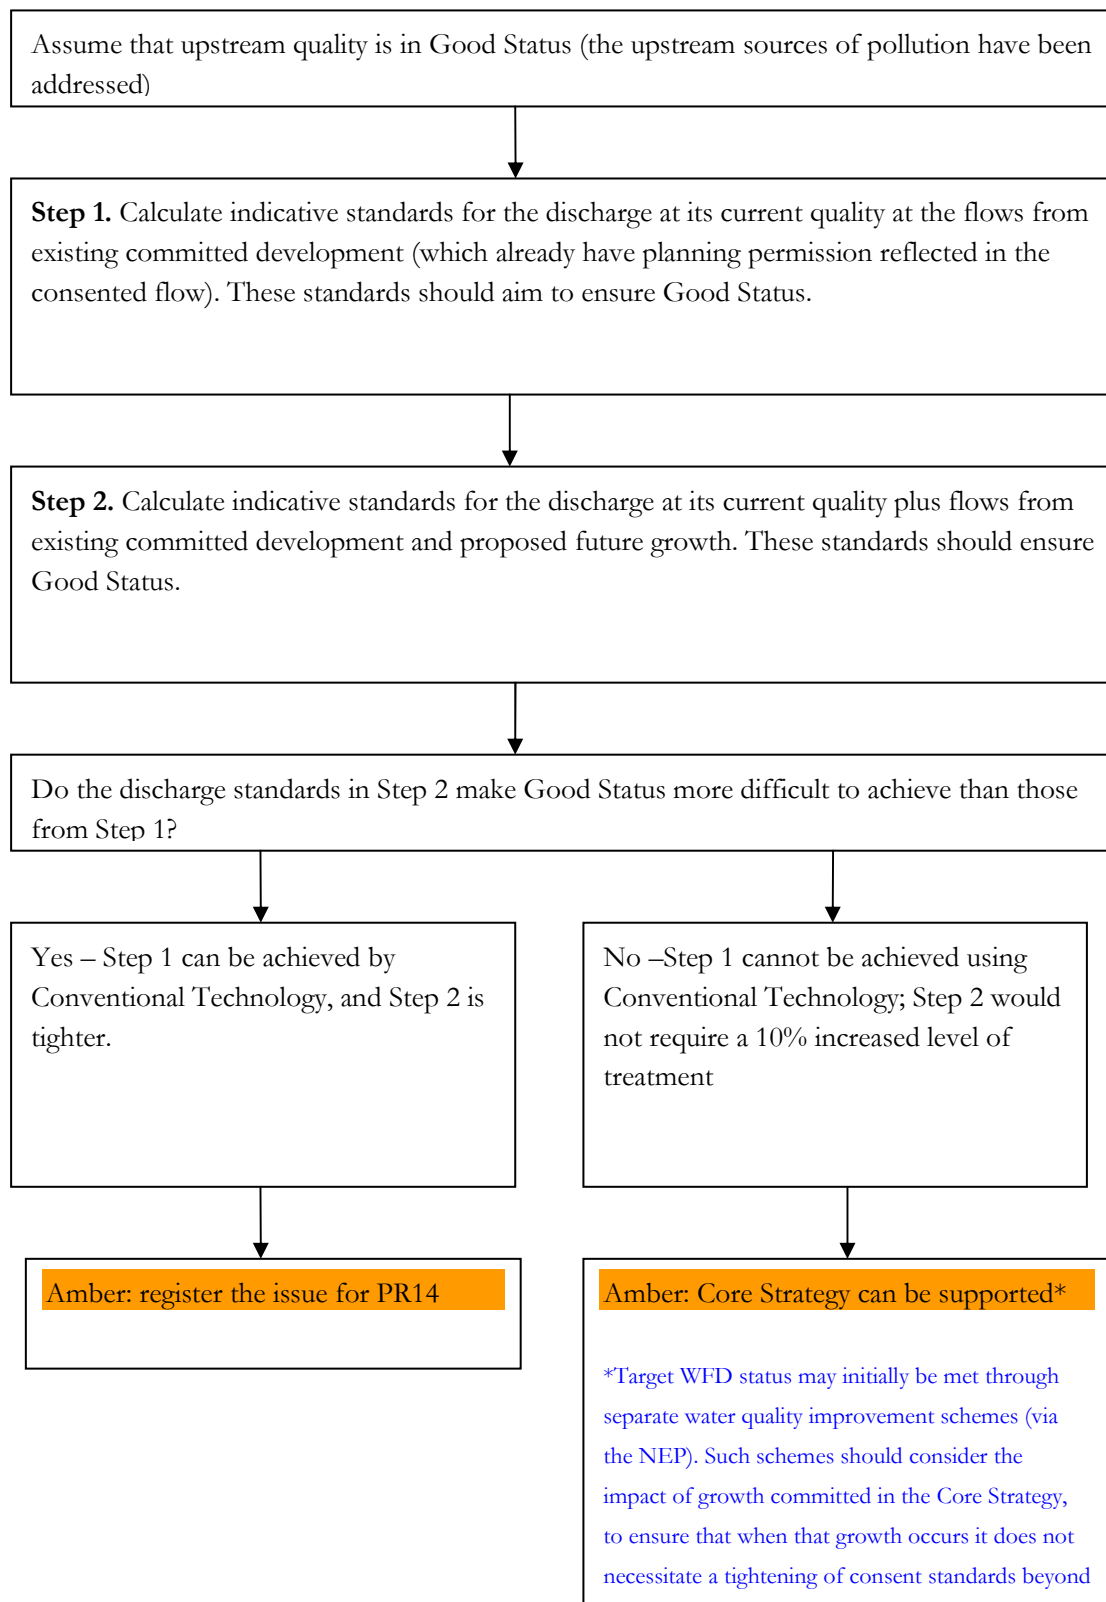 Assume that upstream quality is in Good Status (the upstream sources of pollution have been
addressed)
Step 1. Calculate indicative standards for the discharge at its current quality at the flows from
existing committed development (which already have planning permission reflected in the
consented flow). These standards should aim to ensure Good Status.
Step 2. Calculate indicative standards for the discharge at its current quality plus flows from
existing committed development and proposed future growth. These standards should ensure
Good Status.
Do the discharge standards in Step 2 make Good Status more difficult to achieve than those
from Step 1?
Yes – Step 1 can be achieved by
Conventional Technology, and Step 2 is
tighter.
No –Step 1 cannot be achieved using
Conventional Technology; Step 2 would
not require a 10% increased level of
treatment
Amber: register the issue for PR14
Amber: Core Strategy can be supported*
*Target WFD status may initially be met through
separate water quality improvement schemes (via
the NEP). Such schemes should consider the
impact of growth committed in the Core Strategy,
to ensure that when that growth occurs it does not
necessitate a tightening of consent standards beyond